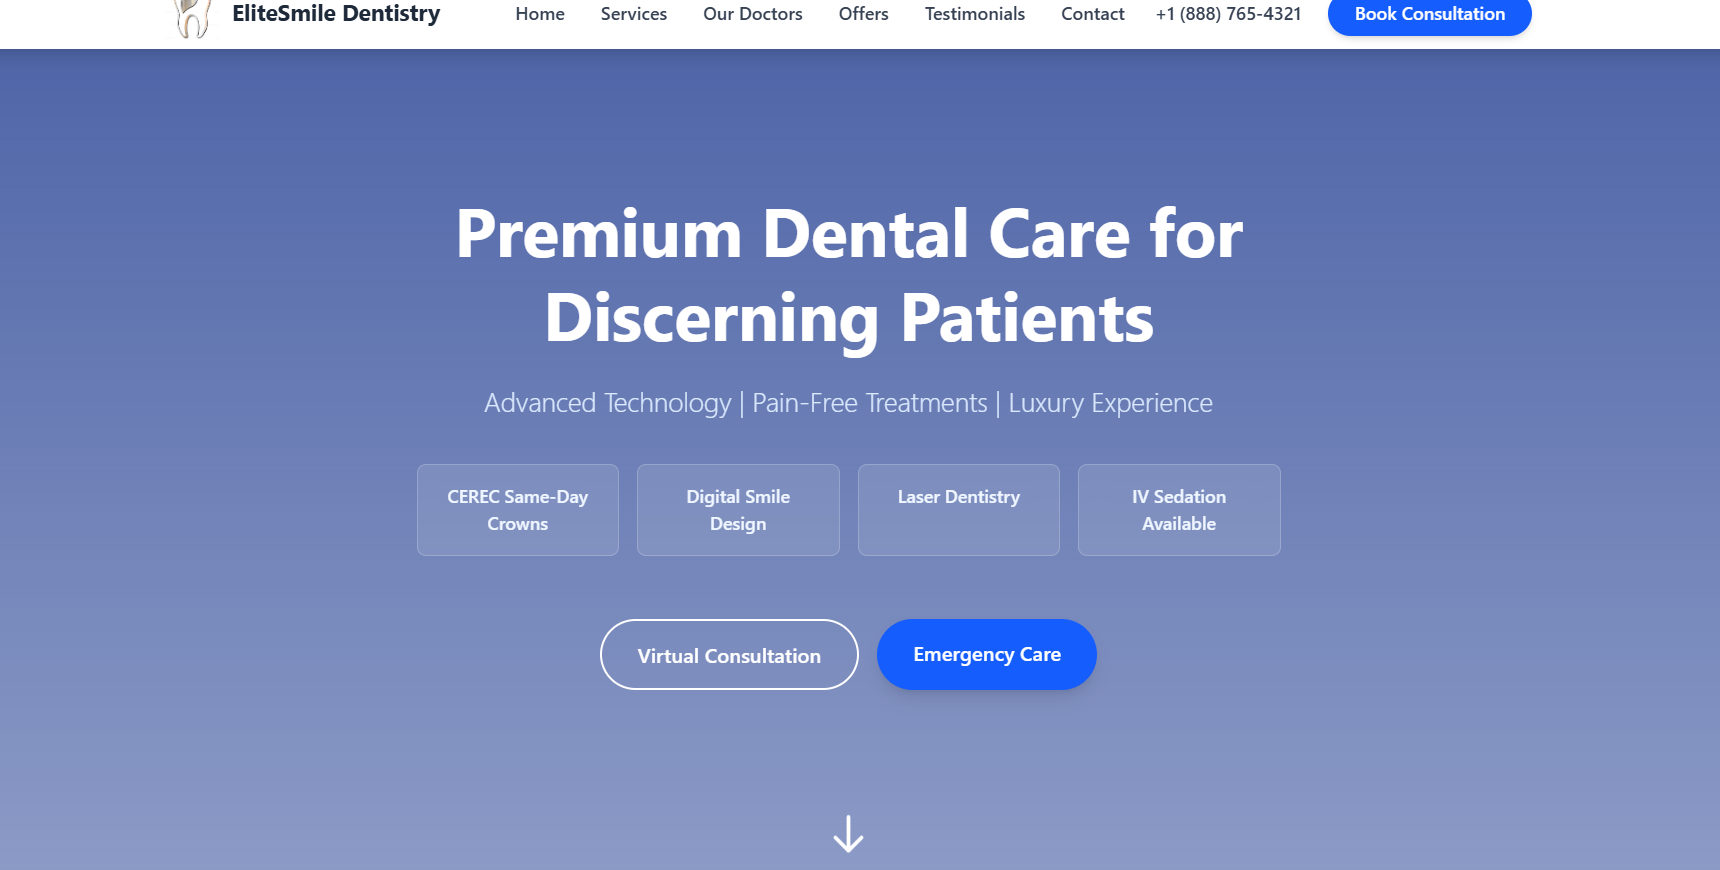 EliteSmile Dentistry
Home
Services
Our Doctors
Offers
Testimonials
Contact
+1 (888) 765-4321
Book Consultation
Premium Dental Care for
Discerning Patients
Advanced Technology | Pain-Free Treatments | Luxury Experience
CEREC Same-Day
Crowns
Digital Smile
Design
Laser Dentistry
IV Sedation
Available
Virtual Consultation
Emergency Care